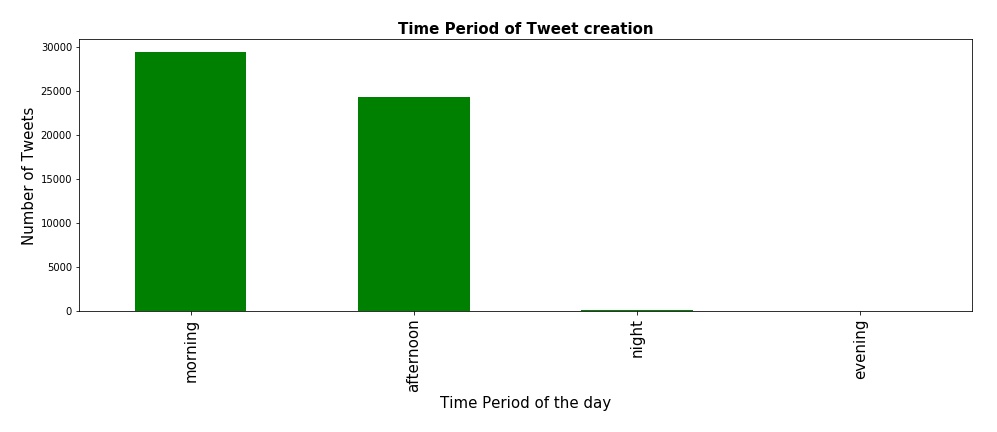 Time Period of Tweet creation
Number of Tweets
30000
25000
20000
15000
10000
5000
0
morning
afternoon
night
evening
Time Period of the day